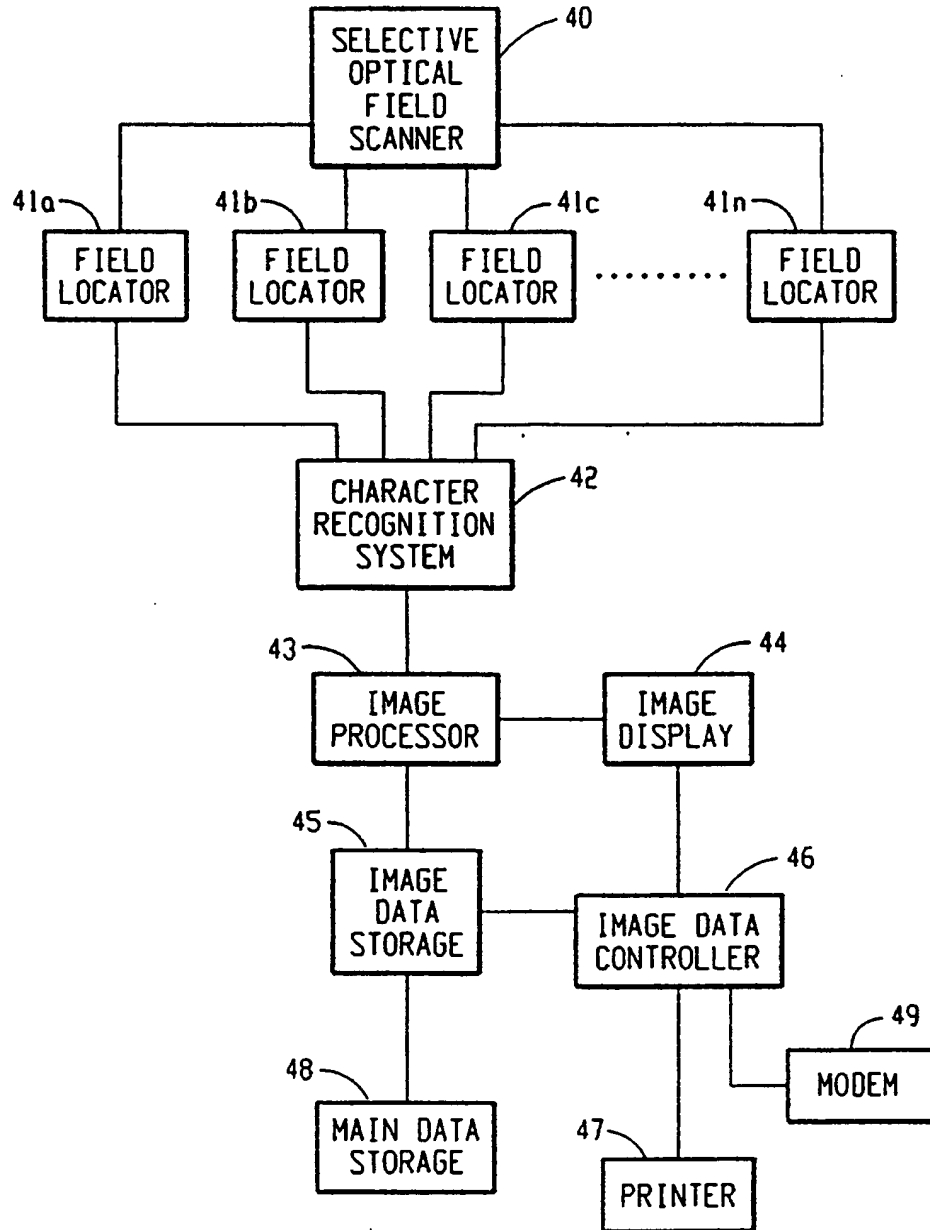 40
SELECTIVE
OPTICAL
FIELD
SCANNER
41a
41b
41c
41n
FIELD
LOCATOR
FIELD
LOCATOR
FIELD
LOCATOR
.........
FIELD
LOCATOR
42
CHARACTER
RECOGNITION
SYSTEM
43
IMAGE
PROCESSOR
44
IMAGE
DISPLAY
45
IMAGE
DATA
STORAGE
46
IMAGE DATA
CONTROLLER
49
MODEM
48
MAIN DATA
STORAGE
47
PRINTER